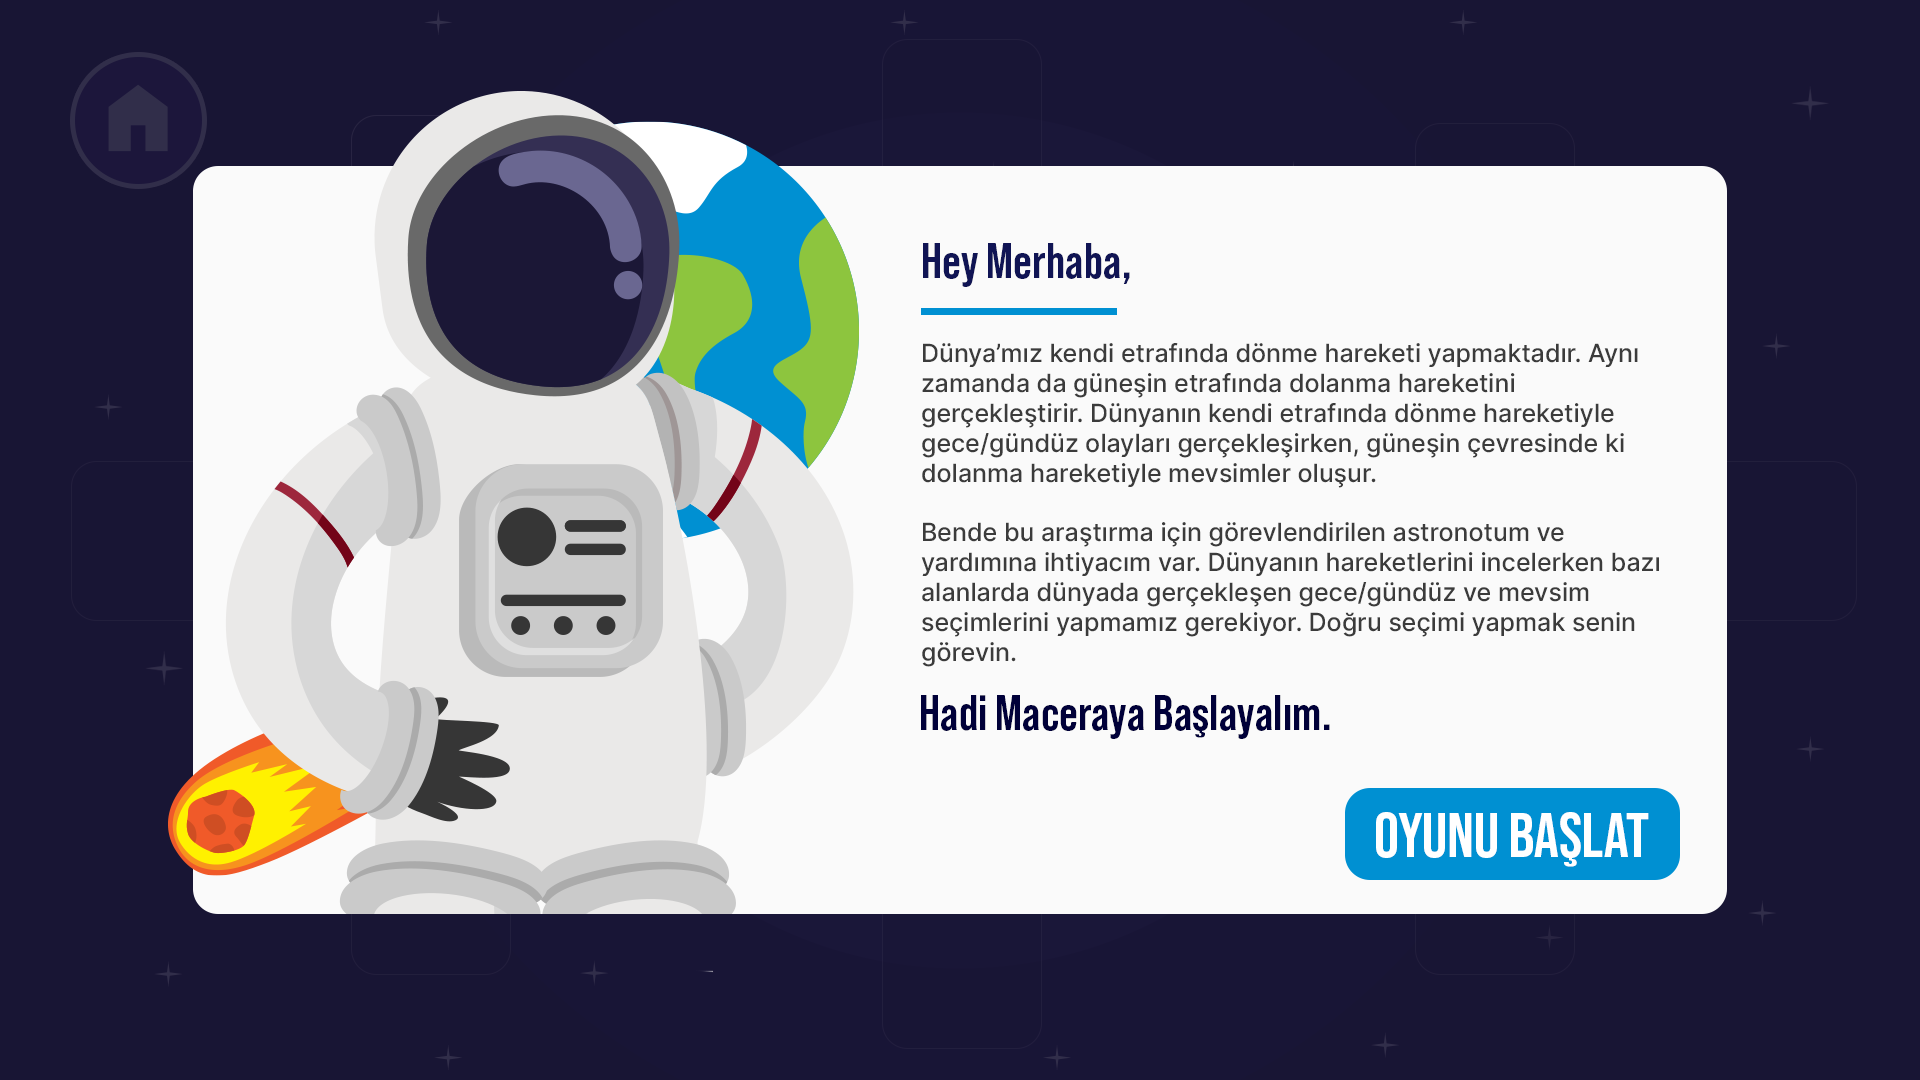 Hey Merhaba,
Dünya’mız kendi etrafında dönme hareketi yapmaktadır. Aynı
zamanda da güneşin etrafında dolanma hareketini
gerçekleştirir. Dünyanın kendi etrafında dönme hareketiyle
gece/gündüz olayları gerçekleşirken, güneşin çevresinde ki
dolanma hareketiyle mevsimler oluşur.
Bende bu araştırma için görevlendirilen astronotum ve
yardımına ihtiyacım var. Dünyanın hareketlerini incelerken bazı
alanlarda dünyada gerçekleşen gece/gündüz ve mevsim
seçimlerini yapmamız gerekiyor. Doğru seçimi yapmak senin
görevin.
Hadi Maceraya Başlayalım.
OYUNU BAŞLAT